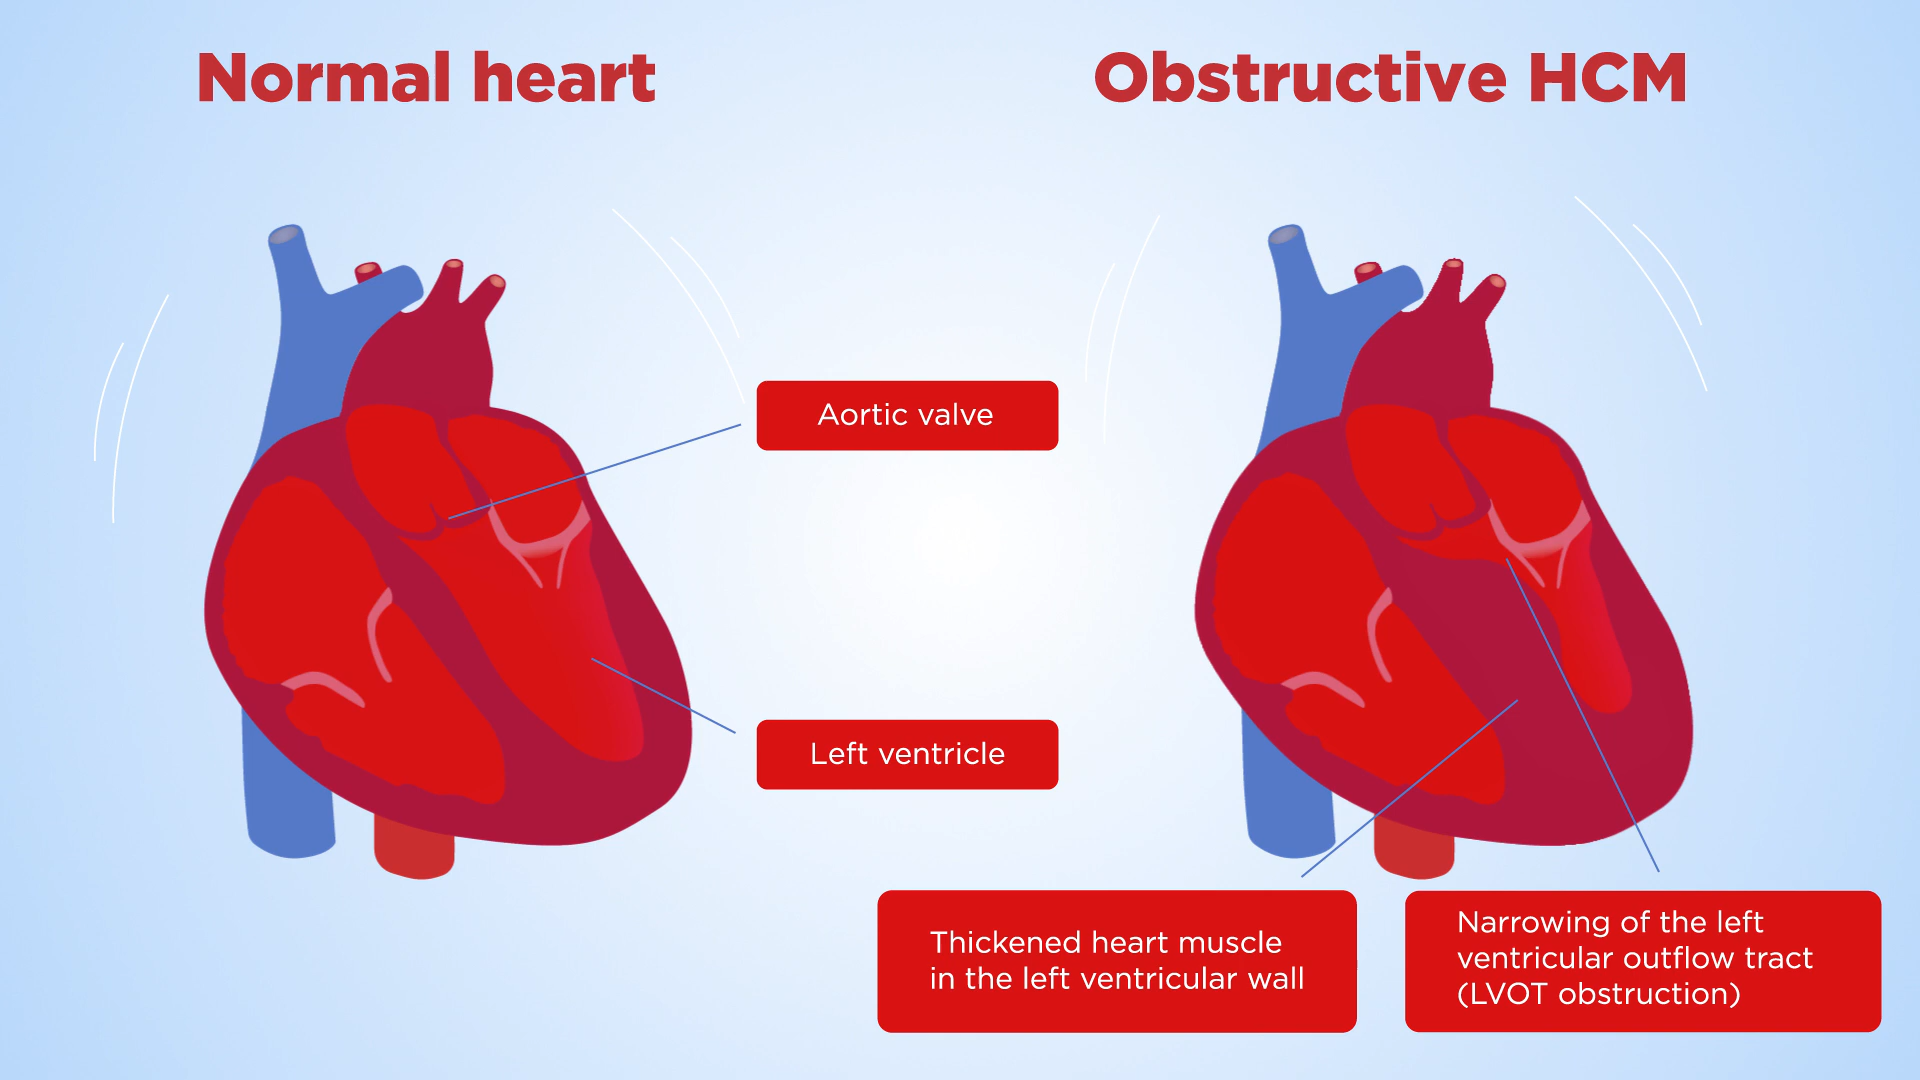 Normal heart
Obstructive HCM
Aortic valve
Left ventricle
Thickened heart muscle
in the left ventricular wall
Narrowing of the left
ventricular outflow tract
(LVOT obstruction)